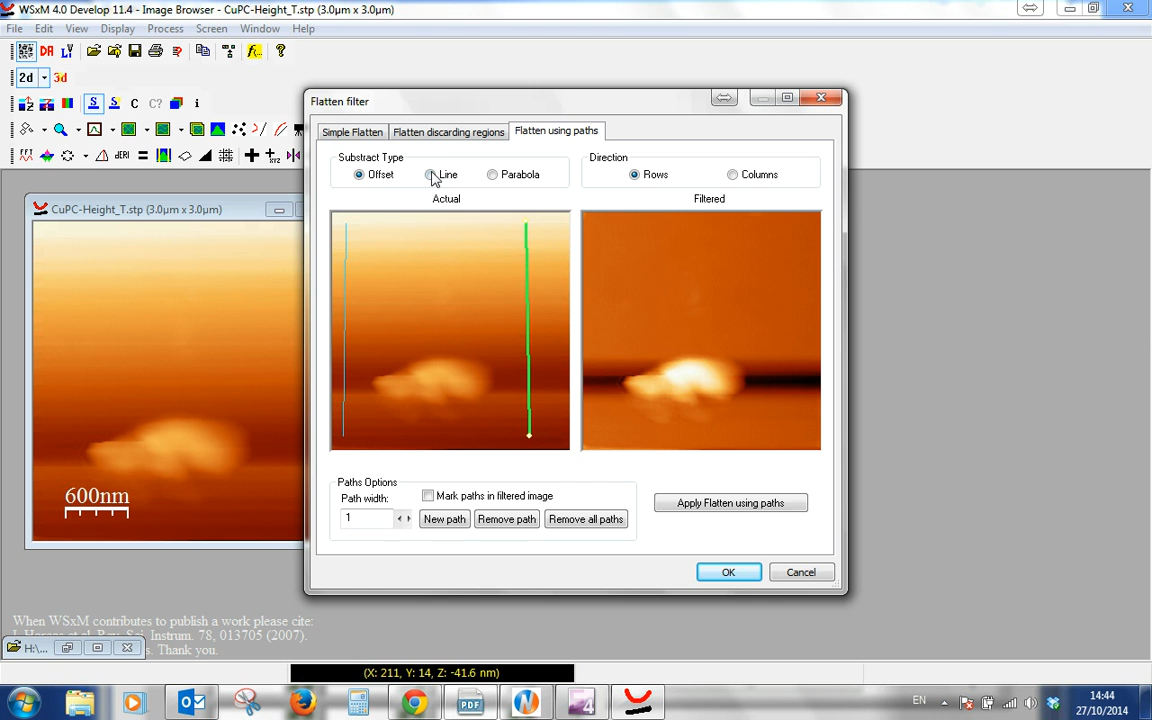 WSxM 4.0 Develop 11.4 - Image Browser - CuPC-Height_T.stp (3.0µm x 3.0µm)
File Edit View Display Process Screen Window Help
DR
2d 3d
S S C C? i
dERI
Flatten filter
Simple Flatten Flatten discarding regions Flatten using paths
Substract Type Direction
Offset Line Parabola Rows Columns
Actual Filtered
CuPC-Height_T.stp (3.0µm x 3.0µm)
600nm
Paths Options
Path width: Mark paths in filtered image
1 New path Remove path Remove all paths Apply Flatten using paths
OK Cancel
When WSxM contributes to publish a work please cite:
Instrum. 78, 013705 (2007).
H:\... s. Thank you.
(X: 211, Y: 14, Z: -41.6 nm)
EN 14:44
PDF 4 27/10/2014